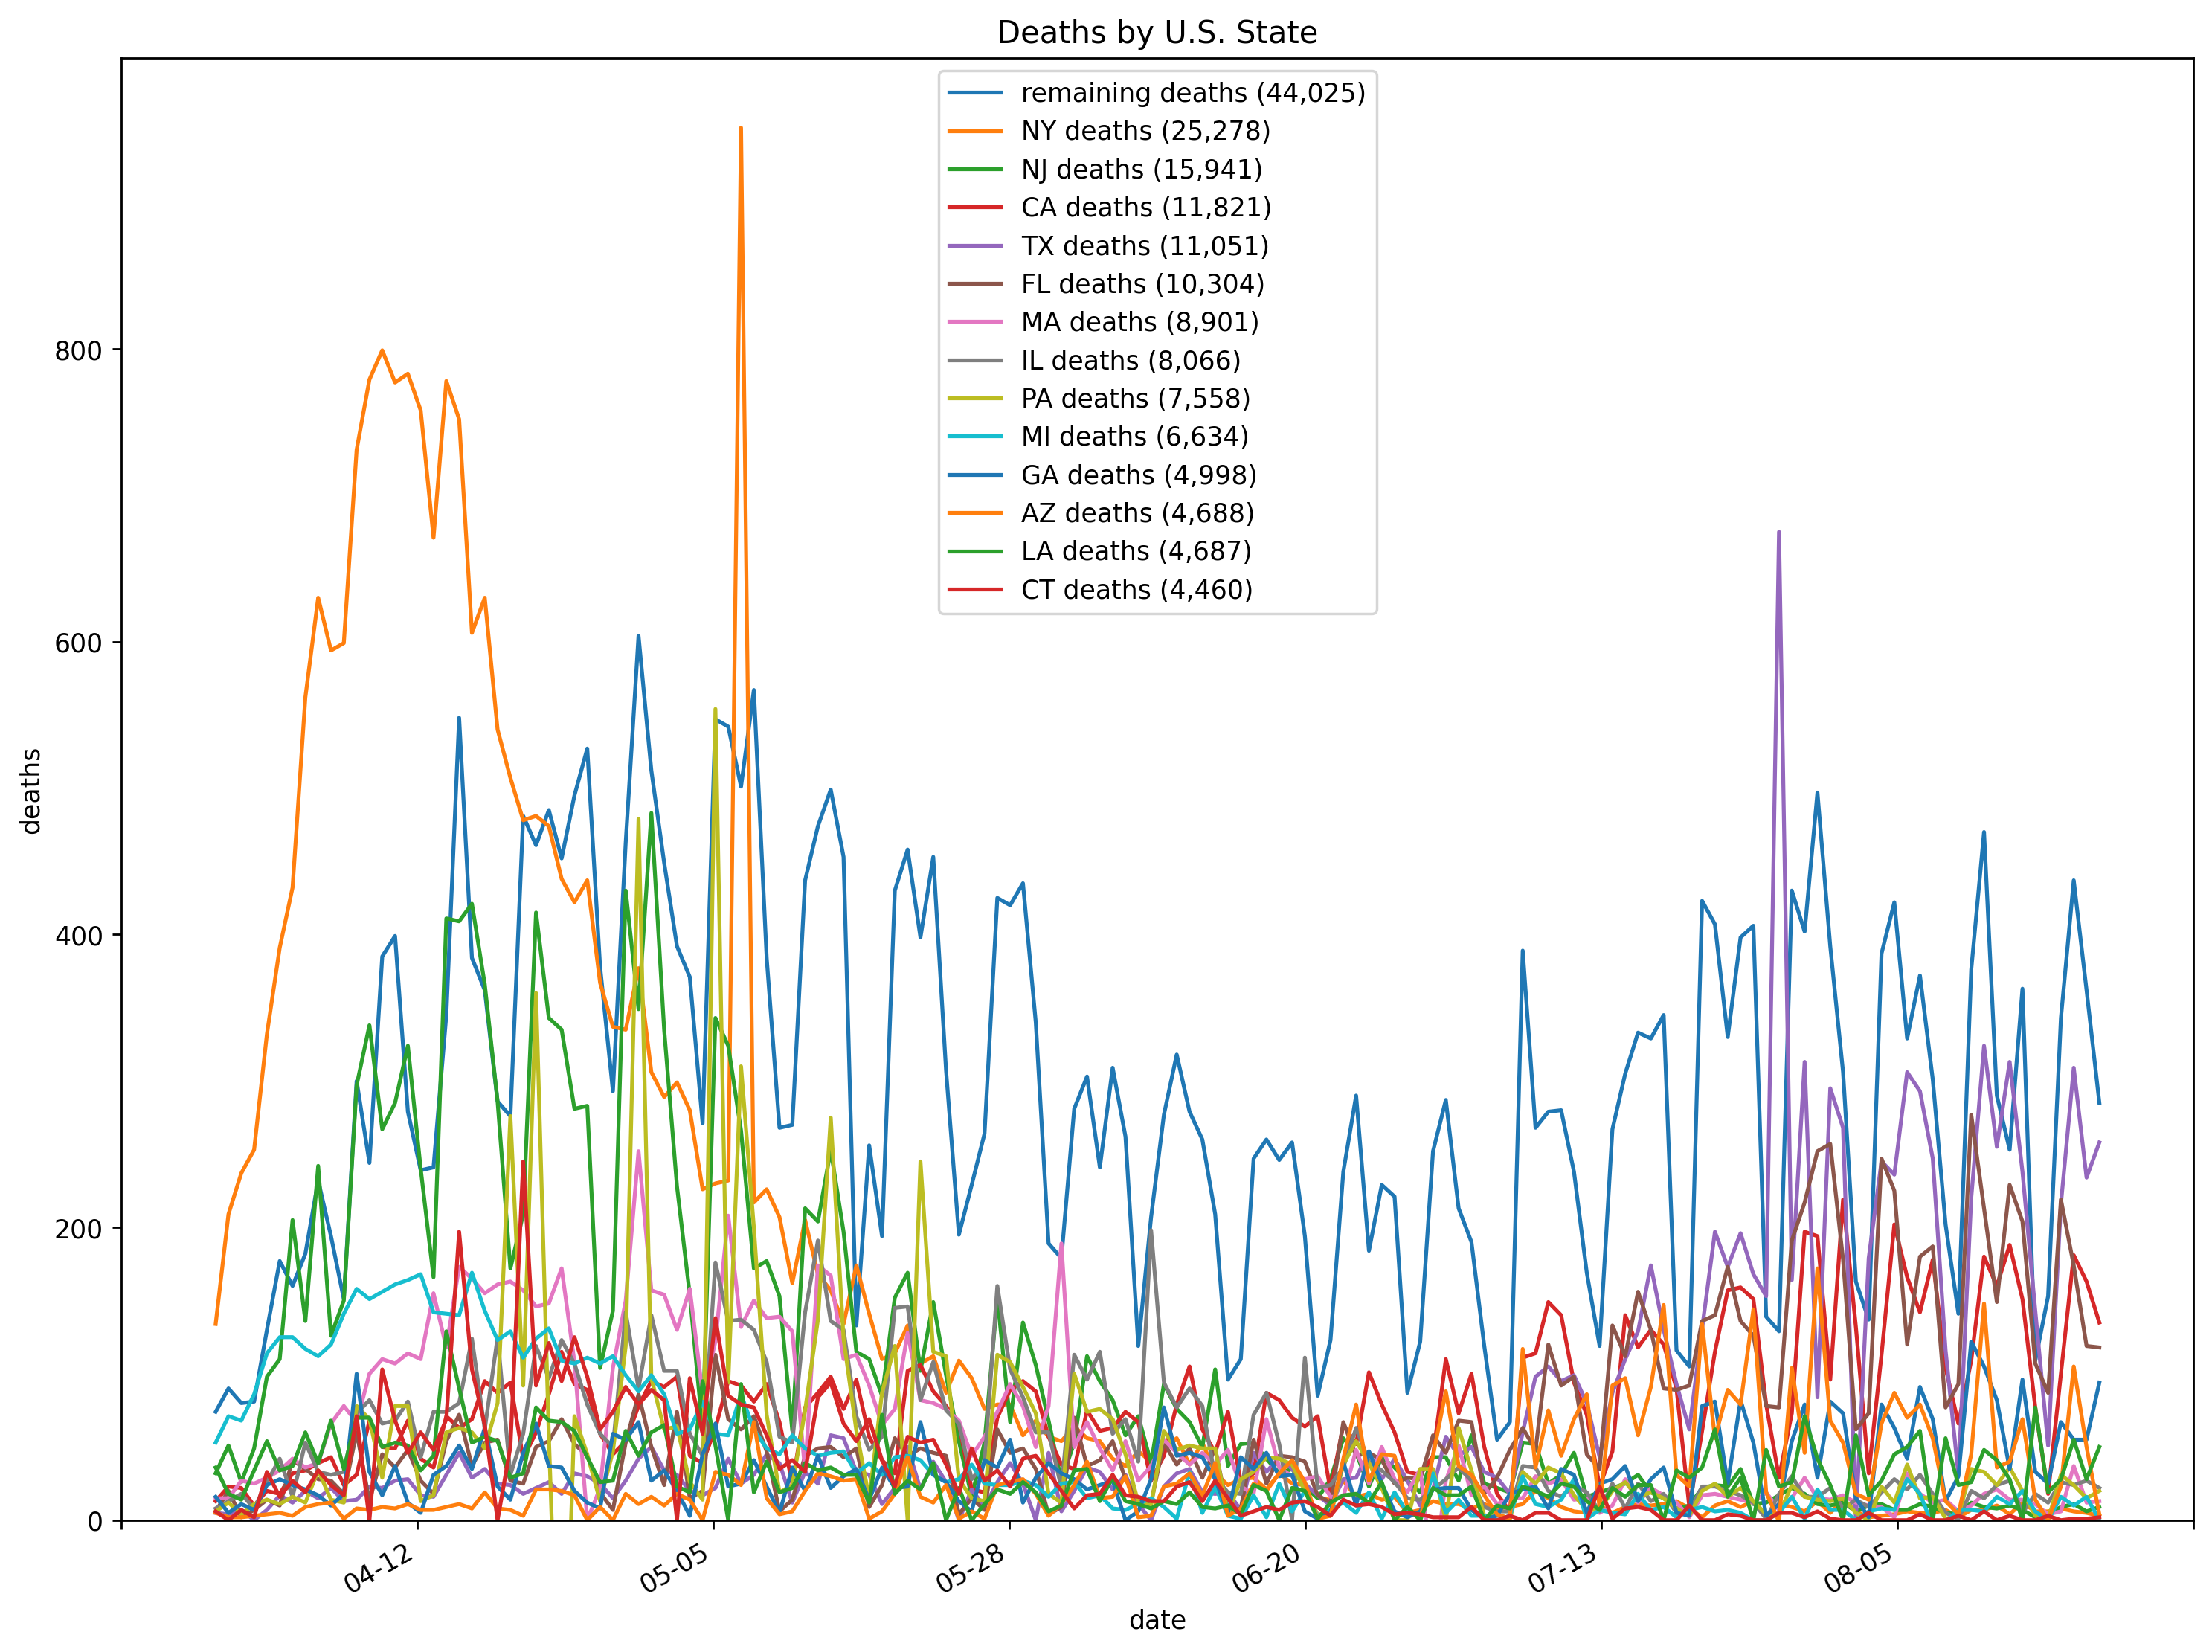 Deaths by U.S. State
remaining deaths (44,025)
NY deaths (25,278)
NJ deaths (15,941)
CA deaths (11,821)
TX deaths (11,051)
FL deaths (10,304)
MA deaths (8,901)
IL deaths (8,066)
PA deaths (7,558)
MI deaths (6,634)
GA deaths (4,998)
AZ deaths (4,688)
LA deaths (4,687)
CT deaths (4,460)
800
600
400
200
0
deaths
04-12
05-05
05-28
06-20
07-13
08-05
date